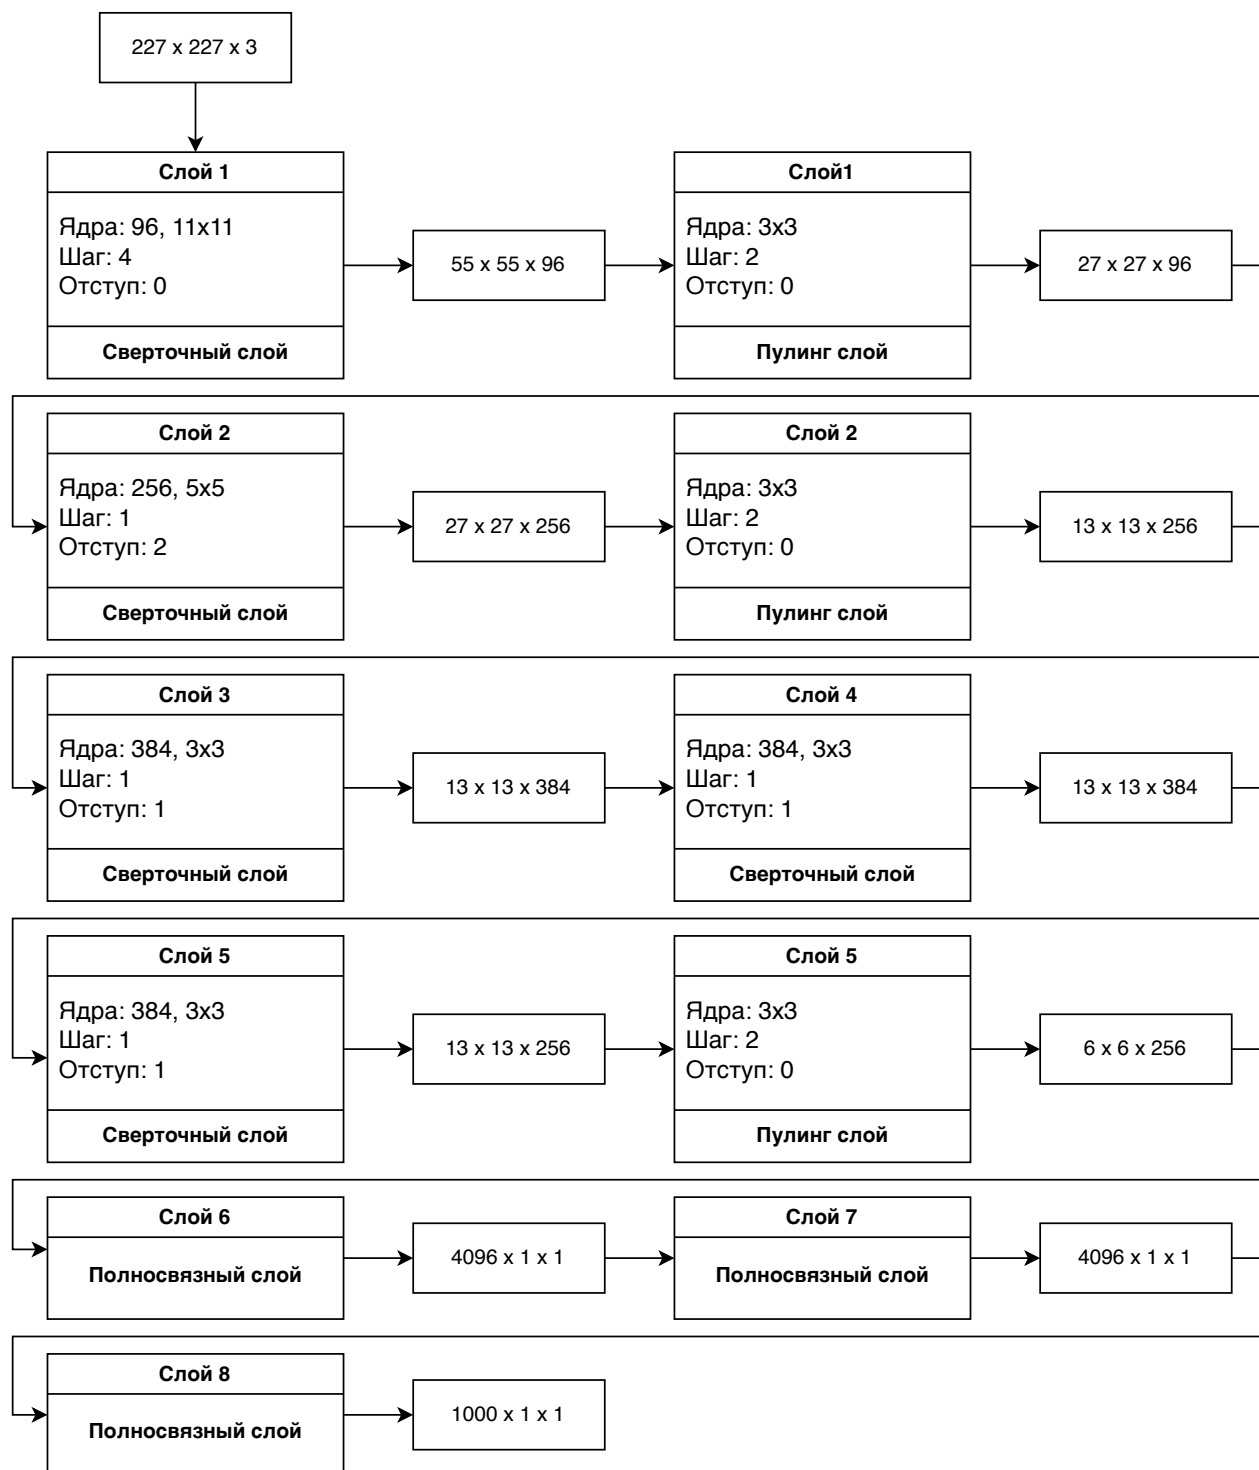 227 x 227 x 3
Слой 1
Ядра: 96, 11x11
Шаг: 4
Отступ: 0
Сверточный слой
55 x 55 x 96
Слой1
Ядра: 3x3
Шаг: 2
Отступ: 0
Пулинг слой
27 x 27 x 96
Слой 2
Ядра: 256, 5x5
Шаг: 1
Отступ: 2
Сверточный слой
27 x 27 x 256
Слой 2
Ядра: 3x3
Шаг: 2
Отступ: 0
Пулинг слой
13 x 13 x 256
Слой 3
Ядра: 384, 3x3
Шаг: 1
Отступ: 1
Сверточный слой
13 x 13 x 384
Слой 4
Ядра: 384, 3x3
Шаг: 1
Отступ: 1
Сверточный слой
13 x 13 x 384
Слой 5
Ядра: 384, 3x3
Шаг: 1
Отступ: 1
Сверточный слой
13 x 13 x 256
Слой 5
Ядра: 3x3
Шаг: 2
Отступ: 0
Пулинг слой
6 x 6 x 256
Слой 6
Полносвязный слой
4096 x 1 x 1
Слой 7
Полносвязный слой
4096 x 1 x 1
Слой 8
Полносвязный слой
1000 x 1 x 1